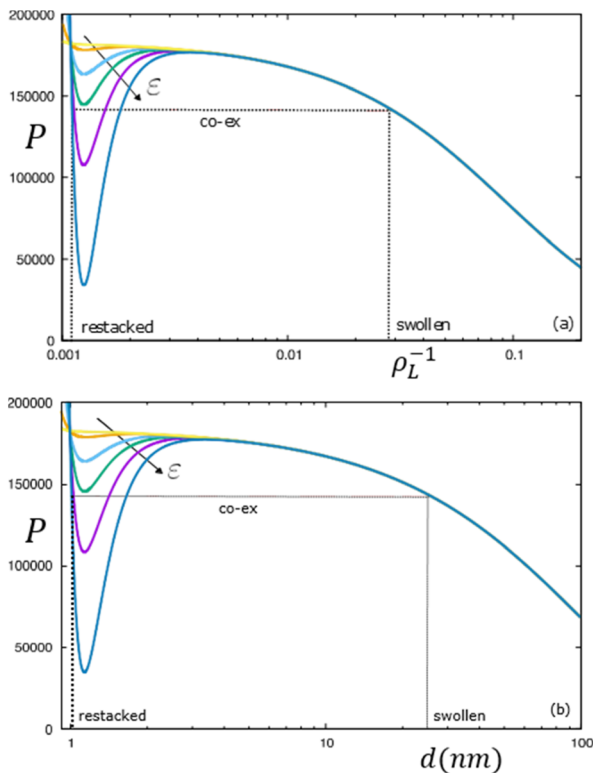 200000
150000
100000
50000
0
P
ε
co-ex
restacked
swollen
(a)
0.001
0.01
0.1
ρ_L^{-1}
200000
150000
100000
50000
0
P
ε
co-ex
restacked
swollen
(b)
1
10
100
d(nm)